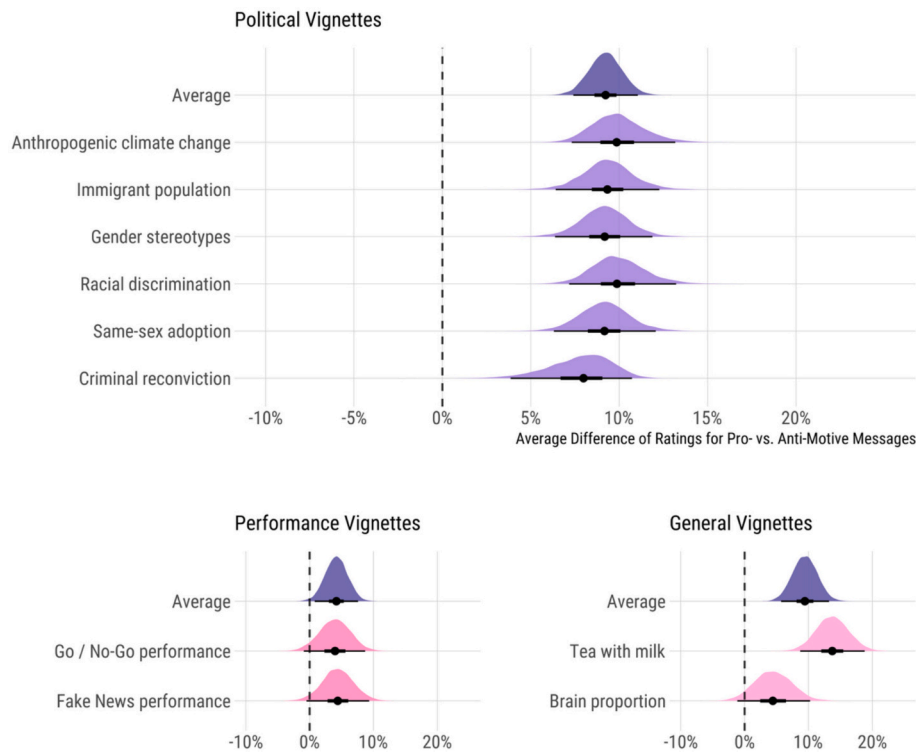 Political Vignettes
Average
Anthropogenic climate change
Immigrant population
Gender stereotypes
Racial discrimination
Same-sex adoption
Criminal reconviction
-10% -5% 0% 5% 10% 15% 20%
Average Difference of Ratings for Pro- vs. Anti-Motive Messages
Performance Vignettes
Average
Go / No-Go performance
Fake News performance
-10% 0% 10% 20%
General Vignettes
Average
Tea with milk
Brain proportion
-10% 0% 10% 20%